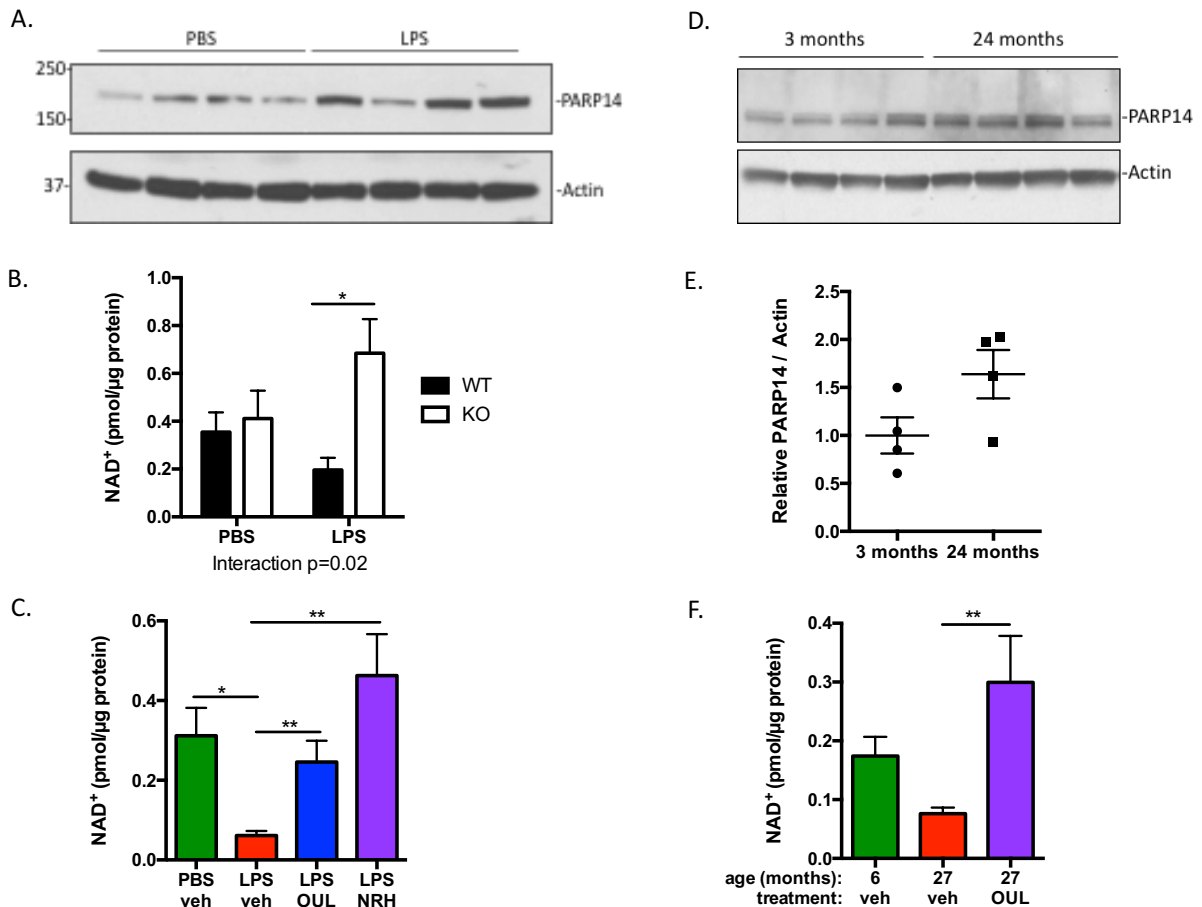 A.
PBS LPS
250
-PARP14
150
37-
-Actin
B.
NAD+ (pmol/µg protein)
1.0
0.8
0.6
0.4
0.2
0.0
*
WT
KO
PBS LPS
Interaction p=0.02
C.
NAD+ (pmol/µg protein)
0.6
0.4
0.2
0.0
**
*
**
PBS LPS LPS LPS
veh veh OUL NRH
D.
3 months 24 months
-PARP14
-Actin
E.
Relative PARP14 / Actin
2.5
2.0
1.5
1.0
0.5
0.0
3 months 24 months
F.
NAD+ (pmol/µg protein)
0.4
0.3
0.2
0.1
0.0
**
age (months): 6 27 27
treatment: veh veh OUL